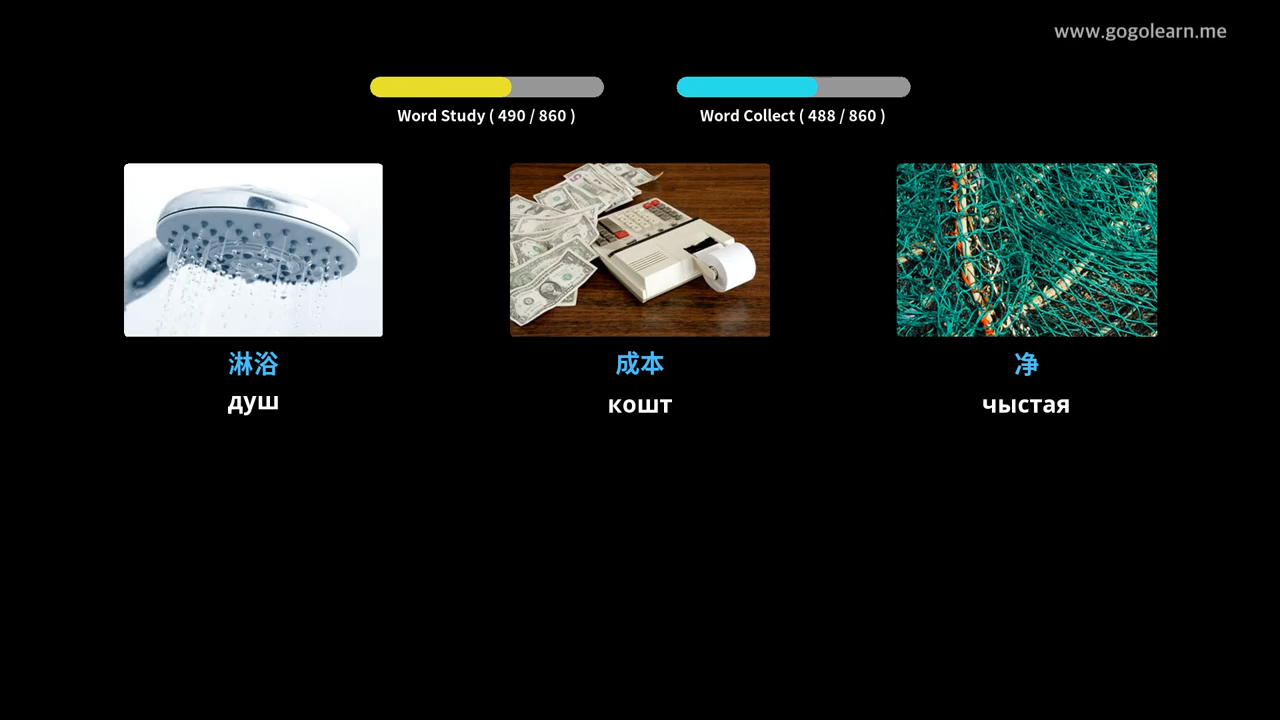 www.gogolearn.me
Word Study ( 490 / 860 )
Word Collect ( 488 / 860 )
淋浴
душ
成本
кошт
净
чыстая